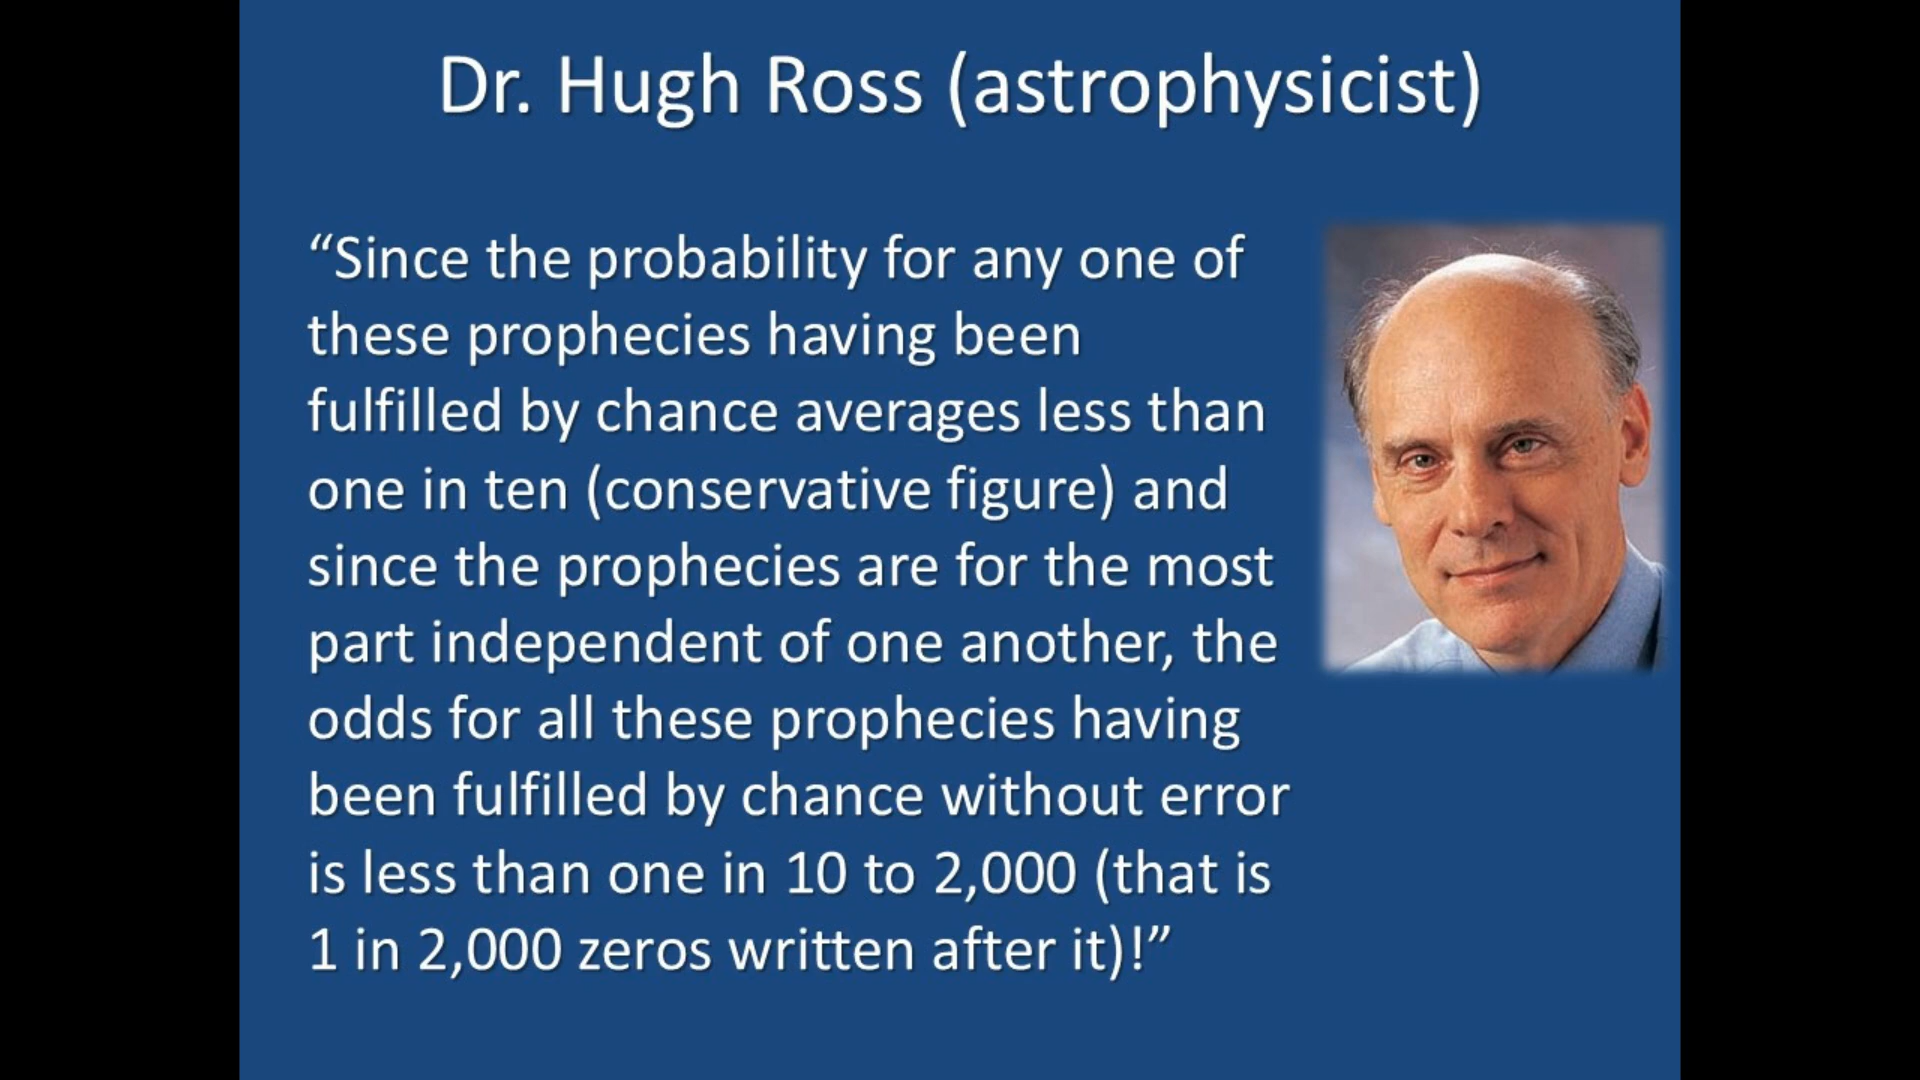 Dr. Hugh Ross (astrophysicist)
“Since the probability for any one of
these prophecies having been
fulfilled by chance averages less than
one in ten (conservative figure) and
since the prophecies are for the most
part independent of one another, the
odds for all these prophecies having
been fulfilled by chance without error
is less than one in 10 to 2,000 (that is
1 in 2,000 zeros written after it)!”